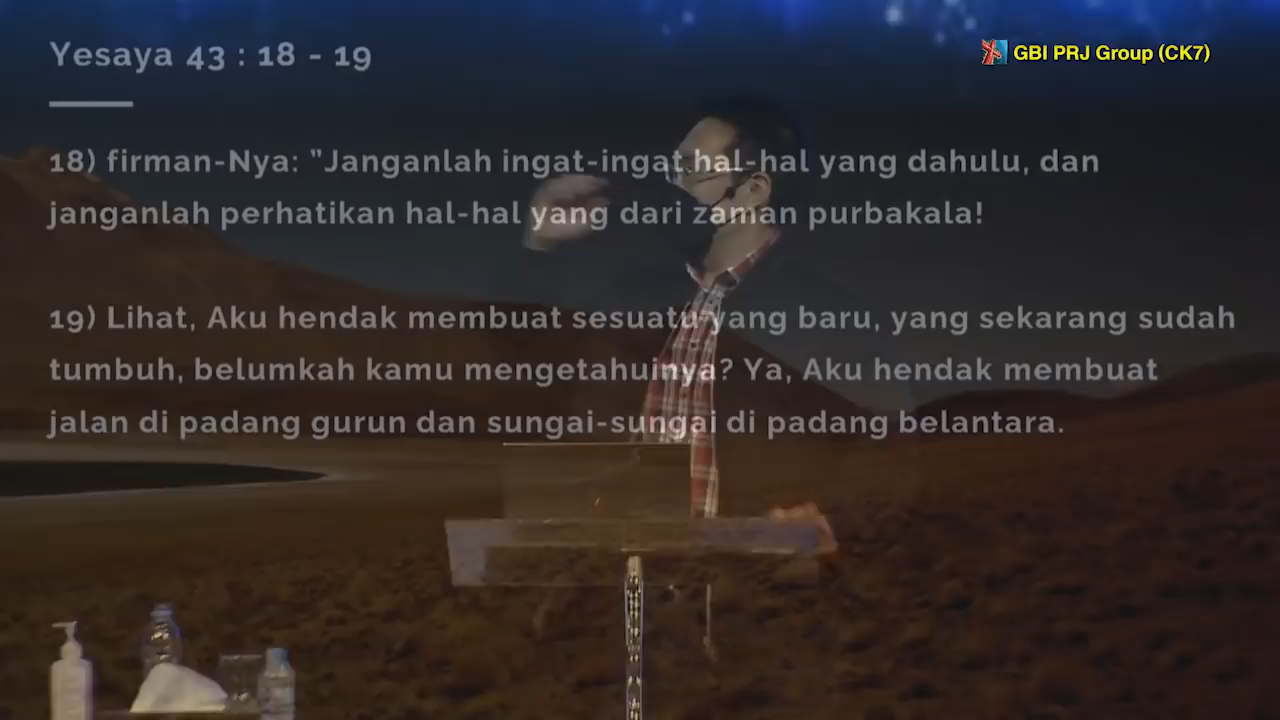 Yesaya 43 : 18 - 19
GBI PRJ Group (CK7)
18) firman-Nya: ”Janganlah ingat-ingat hal-hal yang dahulu, dan
janganlah perhatikan hal-hal yang dari zaman purbakala!
19) Lihat, Aku hendak membuat sesuatu yang baru, yang sekarang sudah
tumbuh, belumkah kamu mengetahuinya? Ya, Aku hendak membuat
jalan di padang gurun dan sungai-sungai di padang belantara.